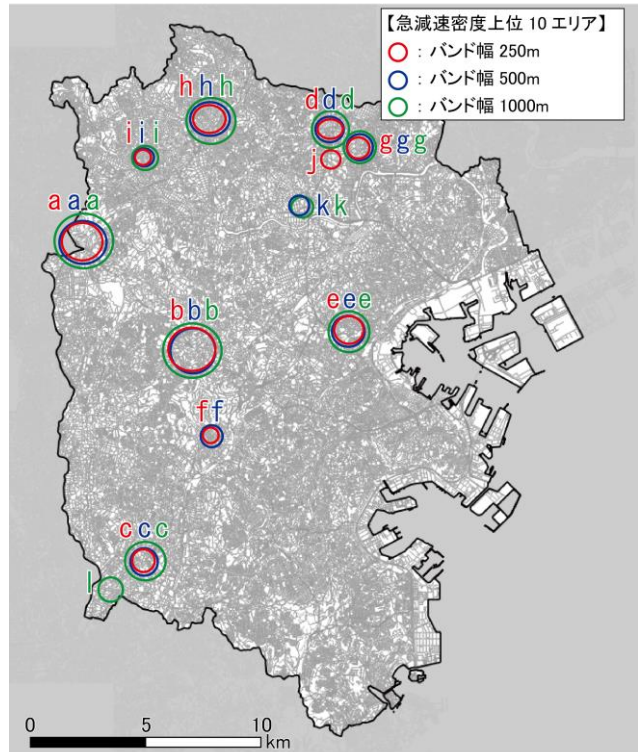 【急減速密度上位 10 エリア】
：バンド幅 250m
：バンド幅 500m
：バンド幅 1000m
h h h
d d d
i i i
g g g
j
k k
a a a
b b b
e e e
f f
c c c
l
0 5 10
km